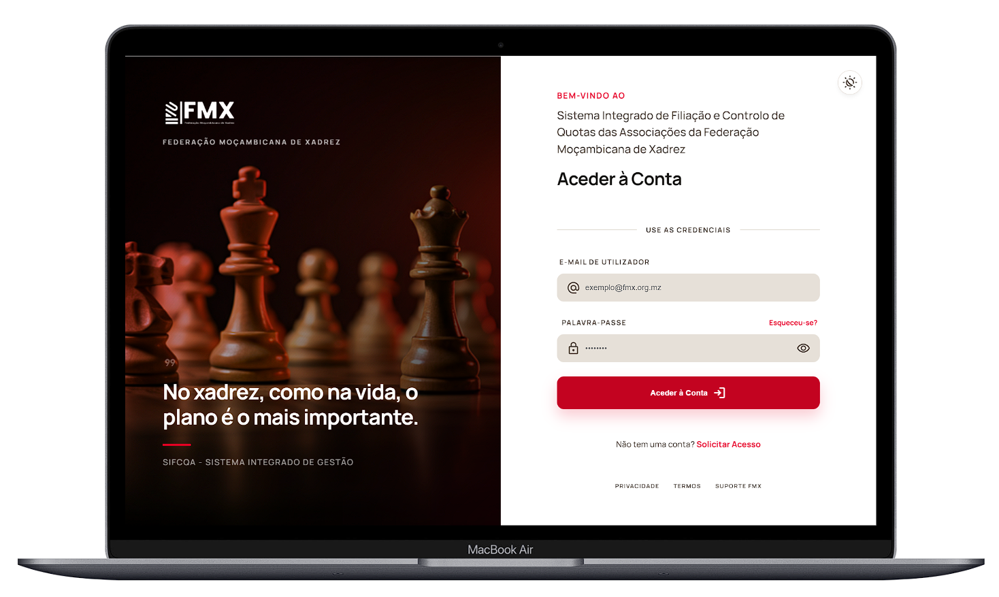 FMX
Federação Moçambicana de Xadrez
FEDERAÇÃO MOÇAMBICANA DE XADREZ
99
No xadrez, como na vida, o
plano é o mais importante.
SIFCQA - SISTEMA INTEGRADO DE GESTÃO
BEM-VINDO AO
Sistema Integrado de Filiação e Controlo de
Quotas das Associações da Federação
Moçambicana de Xadrez
Aceder à Conta
USE AS CREDENCIAIS
E-MAIL DE UTILIZADOR
exemplo@fmx.org.mz
PALAVRA-PASSE
Esqueceu-se?
••••••••
Aceder à Conta
Não tem uma conta? Solicitar Acesso
PRIVACIDADE TERMOS SUPORTE FMX
MacBook Air